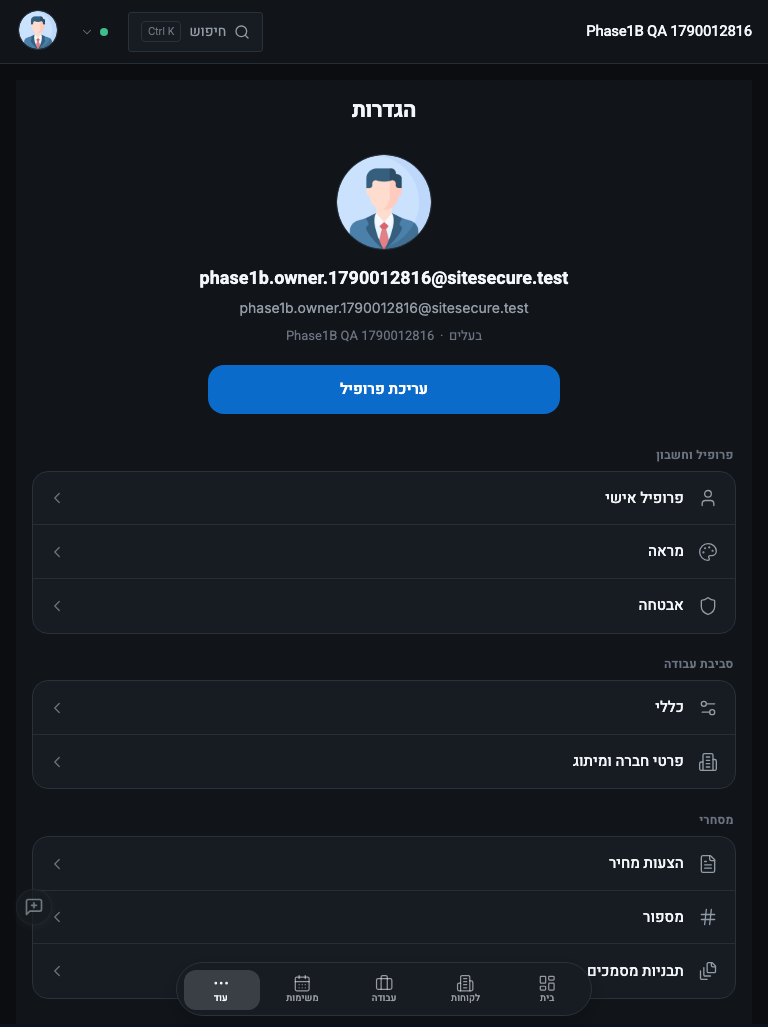 Phase1B QA 1790012816
חיפוש Ctrl K
הגדרות
phase1b.owner.1790012816@sitesecure.test
phase1b.owner.1790012816@sitesecure.test
בעלים · Phase1B QA 1790012816
עריכת פרופיל
פרופיל וחשבון
פרופיל אישי
מראה
אבטחה
סביבת עבודה
כללי
פרטי חברה ומיתוג
מסחרי
הצעות מחיר
מספור
תבניות מסמכים
בית
לקוחות
עבודה
משימות
עוד